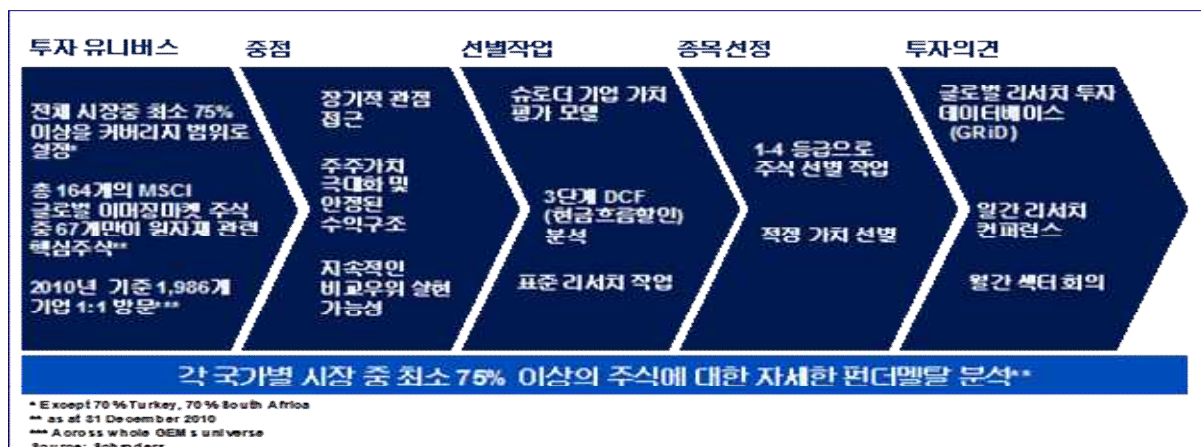 투자 유니버스
중점
선별작업
종목선정
투자의견
전체 시장중 최소 75%
이상을 커버리지 범위로
설정*
총 164개의 MSCI
글로벌 이머징마켓 주식
중 67개만이 원자재 관련
핵심주식**
2010년 기준 1,986개
기업 1:1 방문***
장기적 관점
접근
주주가치
극대화 및
안정된
수익구조
지속적인
비교우위 실현
가능성
슈로더 기업 가치
평가 모델
3단계 DCF
(현금흐름할인)
분석
표준 리서치 작업
1-4 등급으로
주식 선별 작업
적정 가치 선별
글로벌 리서치 투자
데이터베이스
(GRiD)
일간 리서치
컨퍼런스
월간 섹터 회의
각 국가별 시장 중 최소 75% 이상의 주식에 대한 자세한 펀더멘탈 분석**
* Except 70% Turkey, 70% South Africa
** as at 31 December 2010
*** Across whole GEMs universe
Source: Schroders